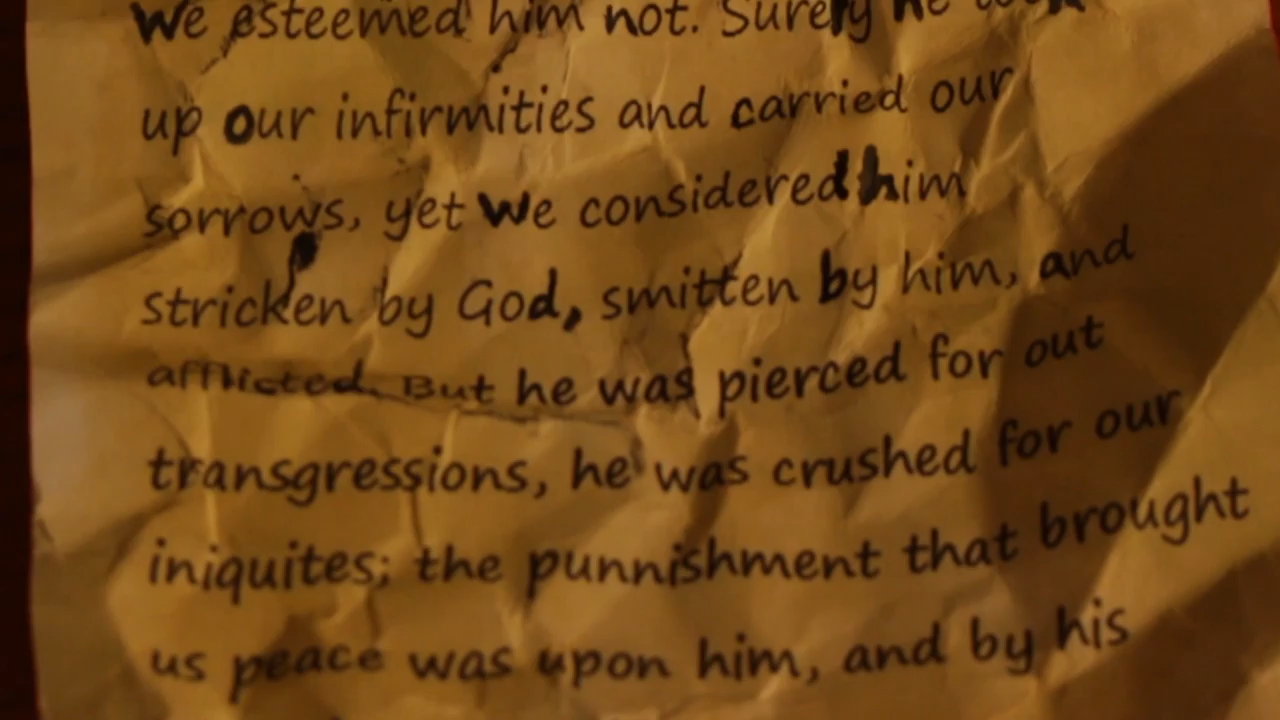 We esteemed him not. Surely he took
up our infirmities and carried our
sorrows, yet we considered him
stricken by God, smitten by him, and
afflicted. But he was pierced for out
transgressions, he was crushed for our
iniquites; the punnishment that brought
us peace was upon him, and by his